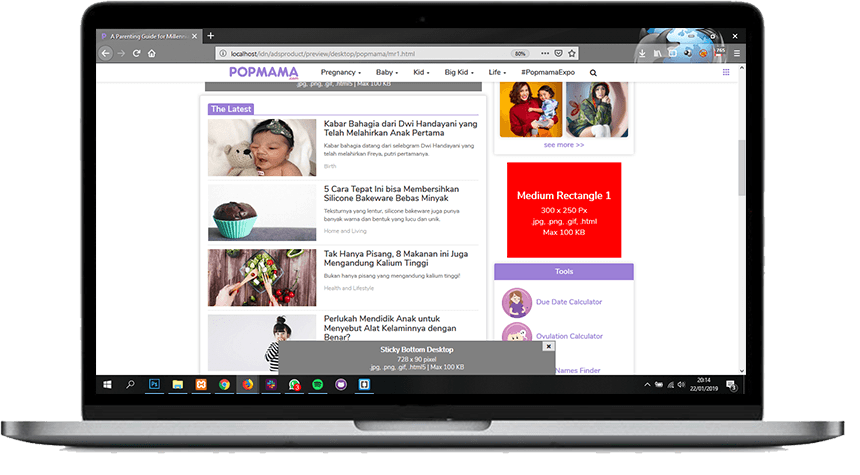 A Parenting Guide for Millenn
localhost/idn/adsproduct/preview/desktop/popmama/mr1.html
80%
765
POPMAMA
.com
Pregnancy
Baby
Kid
Big Kid
Life
#PopmamaExpo
.jpg, .png, .gif, .html5 | Max 100 KB
The Latest
Kabar Bahagia dari Dwi Handayani yang
Telah Melahirkan Anak Pertama
Kabar bahagia datang dari selebgram Dwi Handayani yang
telah melahirkan Freya, putri pertamanya.
Birth
5 Cara Tepat Ini bisa Membersihkan
Silicone Bakeware Bebas Minyak
Teksturnya yang lentur, silicone bakeware juga punya
banyak warna dan bentuk yang lucu dan unik.
Home and Living
Tak Hanya Pisang, 8 Makanan ini Juga
Mengandung Kalium Tinggi
Bukan hanya pisang yang mengandung kalium tinggi!
Health and Lifestyle
Perlukah Mendidik Anak untuk
Menyebut Alat Kelaminnya dengan
Benar?
see more >>
Medium Rectangle 1
300 x 250 Px
.jpg, .png, .gif, .html
Max 100 KB
Tools
Due Date Calculator
Ovulation Calculator
Names Finder
Sticky Bottom Desktop
728 x 90 pixel
.jpg, .png, .gif, .html5 | Max 100 KB
Ps
3
20:14
22/01/2019
3